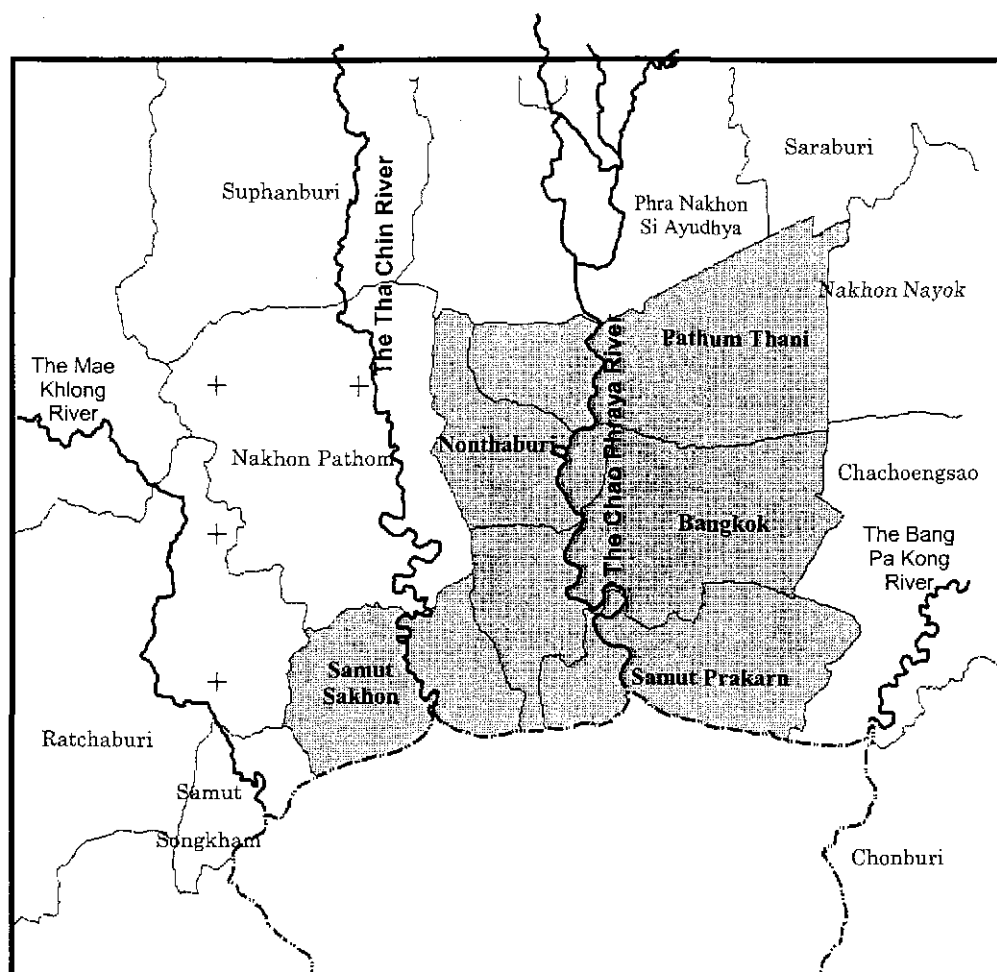 Saraburi
Suphanburi
The Tha Chin River
Phra Nakhon
Si Ayudhya
Nakhon Nayok
Pathum Thani
The Mae
Khlong
River
The Chao Phraya River
Nonthaburi
Nakhon Pathom
Chachoengsao
Bangkok
The Bang
Pa Kong
River
Samut
Sakhon
Samut Prakarn
Ratchaburi
Samut
Songkham
Chonburi